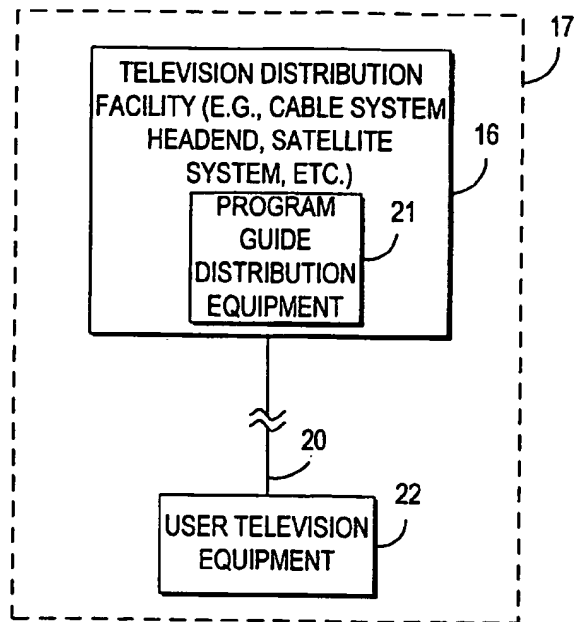 17
TELEVISION DISTRIBUTION
FACILITY (E.G., CABLE SYSTEM
HEADEND, SATELLITE
SYSTEM, ETC.)
16
PROGRAM
GUIDE
DISTRIBUTION
EQUIPMENT
21
20
USER TELEVISION
EQUIPMENT
22